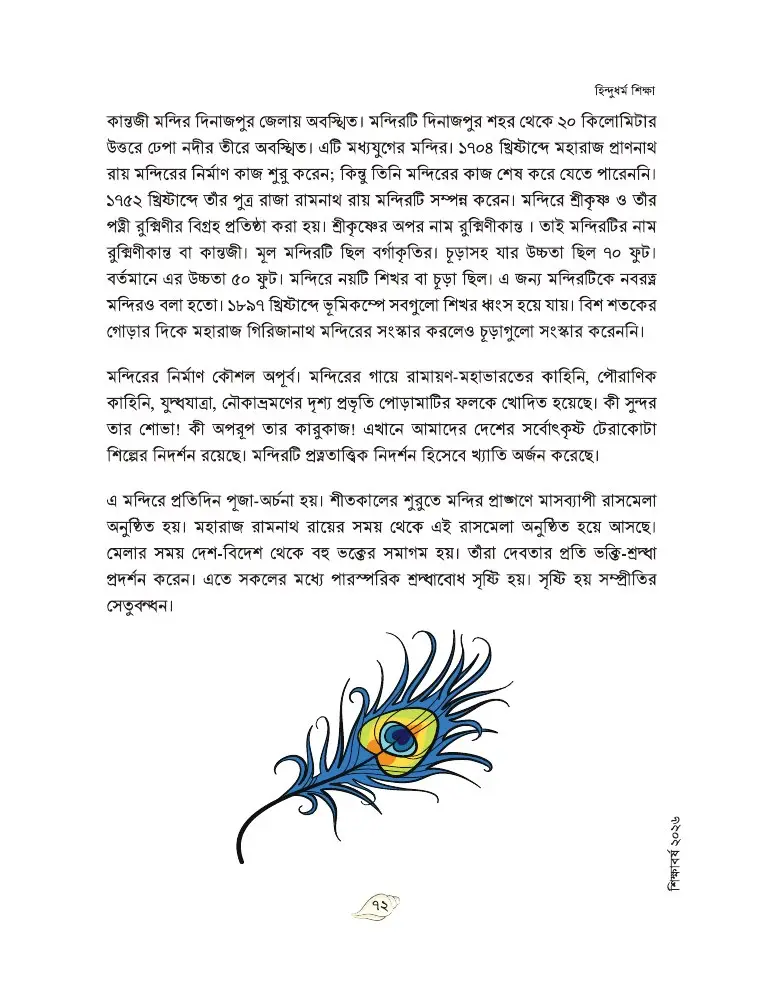 হিন্দুধর্ম শিক্ষা
কান্তজী মন্দির দিনাজপুর জেলায় অবস্থিত। মন্দিরটি দিনাজপুর শহর থেকে ২০ কিলোমিটার
উত্তরে ঢেপা নদীর তীরে অবস্থিত। এটি মধ্যযুগের মন্দির। ১৭০৪ খ্রিষ্টাব্দে মহারাজ প্রাণনাথ
রায় মন্দিরের নির্মাণ কাজ শুরু করেন; কিন্তু তিনি মন্দিরের কাজ শেষ করে যেতে পারেননি।
১৭৫২ খ্রিষ্টাব্দে তাঁর পুত্র রাজা রামনাথ রায় মন্দিরটি সম্পন্ন করেন। মন্দিরে শ্রীকৃষ্ণ ও তাঁর
পত্নী রুক্মিণীর বিগ্রহ প্রতিষ্ঠা করা হয়। শ্রীকৃষ্ণের অপর নাম রুক্মিণীকান্ত । তাই মন্দিরটির নাম
রুক্মিণীকান্ত বা কান্তজী। মূল মন্দিরটি ছিল বর্গাকৃতির। চূড়াসহ যার উচ্চতা ছিল ৭০ ফুট।
বর্তমানে এর উচ্চতা ৫০ ফুট। মন্দিরে নয়টি শিখর বা চূড়া ছিল। এ জন্য মন্দিরটিকে নবরত্ন
মন্দিরও বলা হতো। ১৮৯৭ খ্রিষ্টাব্দে ভূমিকম্পে সবগুলো শিখর ধ্বংস হয়ে যায়। বিশ শতকের
গোড়ার দিকে মহারাজ গিরিজানাথ মন্দিরের সংস্কার করলেও চূড়াগুলো সংস্কার করেননি।
মন্দিরের নির্মাণ কৌশল অপূর্ব। মন্দিরের গায়ে রামায়ণ-মহাভারতের কাহিনি, পৌরাণিক
কাহিনি, যুদ্ধযাত্রা, নৌকাভ্রমণের দৃশ্য প্রভৃতি পোড়ামাটির ফলকে খোদিত হয়েছে। কী সুন্দর
তার শোভা! কী অপরূপ তার কারুকাজ! এখানে আমাদের দেশের সর্বোৎকৃষ্ট টেরাকোটা
শিল্পের নিদর্শন রয়েছে। মন্দিরটি প্রত্নতাত্ত্বিক নিদর্শন হিসেবে খ্যাতি অর্জন করেছে।
এ মন্দিরে প্রতিদিন পূজা-অর্চনা হয়। শীতকালের শুরুতে মন্দির প্রাঙ্গণে মাসব্যাপী রাসমেলা
অনুষ্ঠিত হয়। মহারাজ রামনাথ রায়ের সময় থেকে এই রাসমেলা অনুষ্ঠিত হয়ে আসছে।
মেলার সময় দেশ-বিদেশ থেকে বহু ভক্তের সমাগম হয়। তাঁরা দেবতার প্রতি ভক্তি-শ্রদ্ধা
প্রদর্শন করেন। এতে সকলের মধ্যে পারস্পরিক শ্রদ্ধাবোধ সৃষ্টি হয়। সৃষ্টি হয় সম্প্রীতির
সেতুবন্ধন।
শিক্ষাবর্ষ ২০২৬
৭২